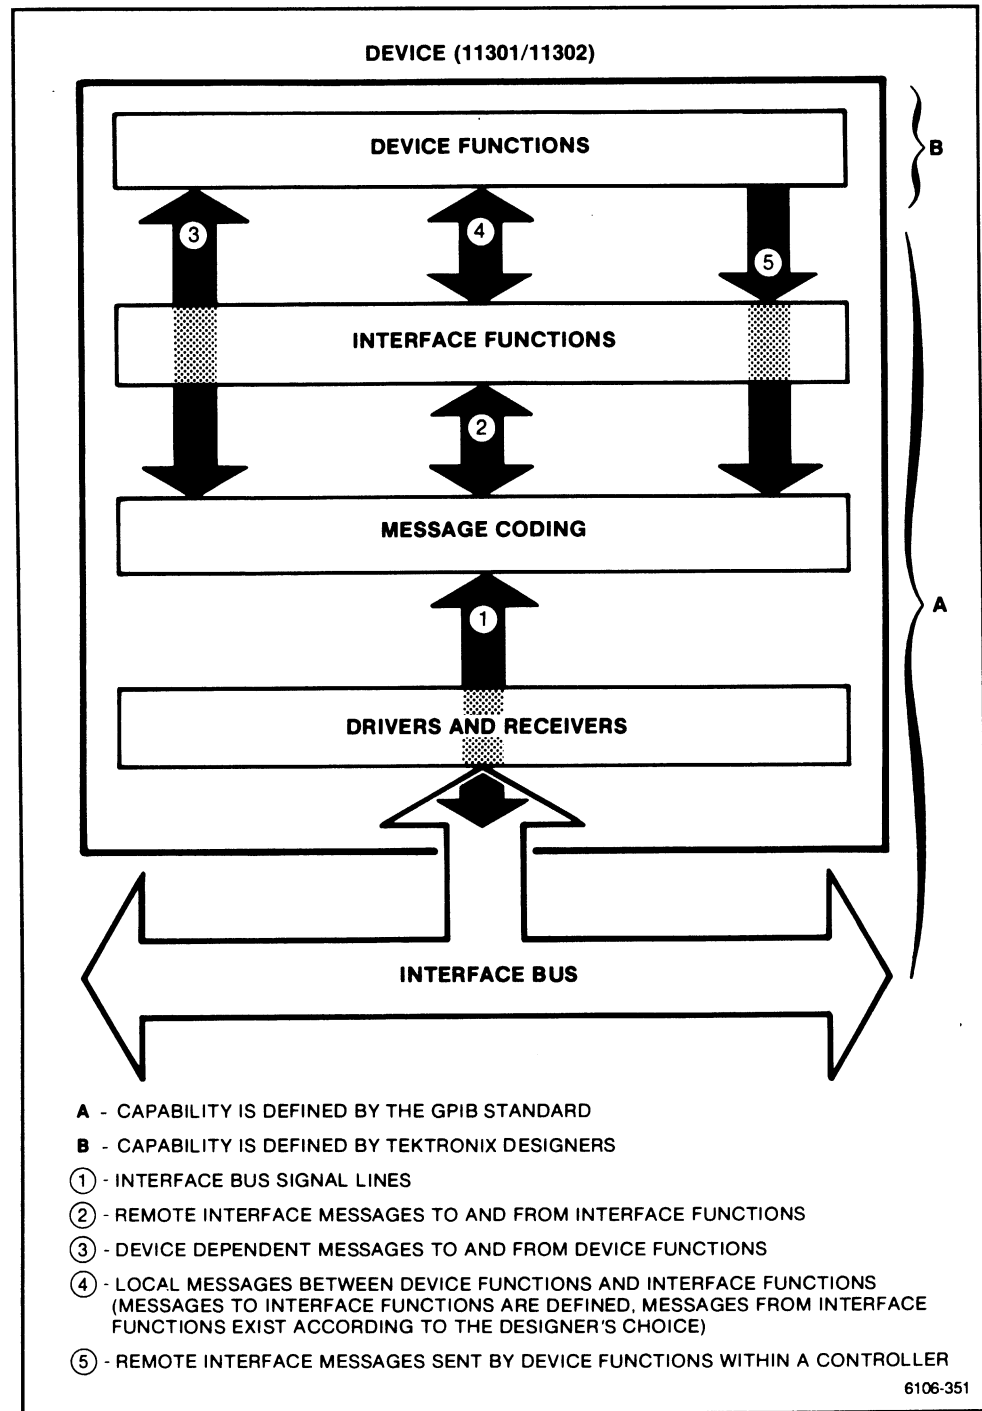 DEVICE (11301/11302)
DEVICE FUNCTIONS
B
3
4
5
INTERFACE FUNCTIONS
2
MESSAGE CODING
A
1
DRIVERS AND RECEIVERS
INTERFACE BUS
A - CAPABILITY IS DEFINED BY THE GPIB STANDARD
B - CAPABILITY IS DEFINED BY TEKTRONIX DESIGNERS
1 - INTERFACE BUS SIGNAL LINES
2 - REMOTE INTERFACE MESSAGES TO AND FROM INTERFACE FUNCTIONS
3 - DEVICE DEPENDENT MESSAGES TO AND FROM DEVICE FUNCTIONS
4 - LOCAL MESSAGES BETWEEN DEVICE FUNCTIONS AND INTERFACE FUNCTIONS
(MESSAGES TO INTERFACE FUNCTIONS ARE DEFINED, MESSAGES FROM INTERFACE
FUNCTIONS EXIST ACCORDING TO THE DESIGNER'S CHOICE)
5 - REMOTE INTERFACE MESSAGES SENT BY DEVICE FUNCTIONS WITHIN A CONTROLLER
6106-351